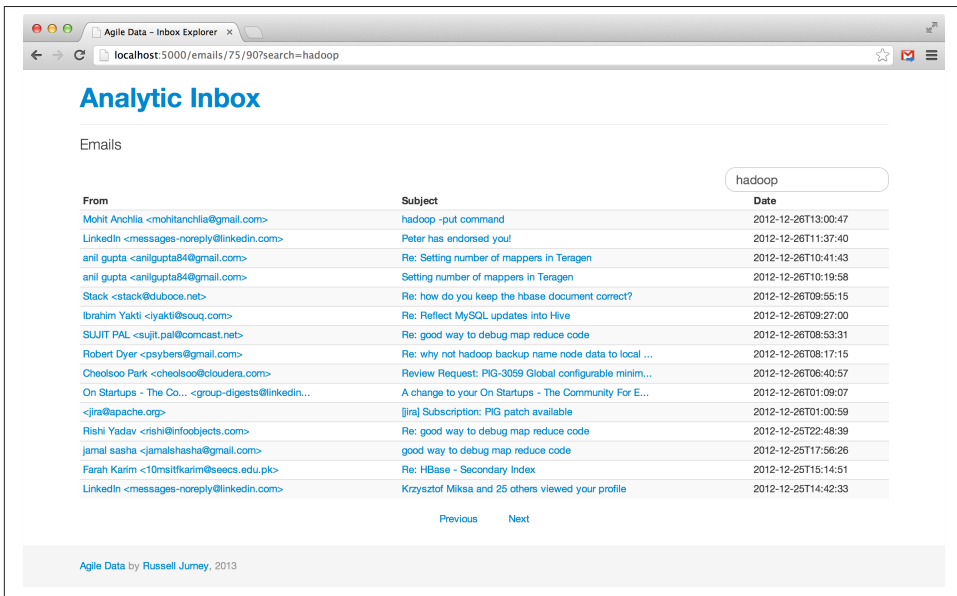 Agile Data – Inbox Explorer
localhost:5000/emails/75/90?search=hadoop
Analytic Inbox
Emails
hadoop
From Subject Date
Mohit Anchlia <mohitanchlia@gmail.com> hadoop -put command 2012-12-26T13:00:47
LinkedIn <messages-noreply@linkedin.com> Peter has endorsed you! 2012-12-26T11:37:40
anil gupta <anilgupta84@gmail.com> Re: Setting number of mappers in Teragen 2012-12-26T10:41:43
anil gupta <anilgupta84@gmail.com> Setting number of mappers in Teragen 2012-12-26T10:19:58
Stack <stack@duboce.net> Re: how do you keep the hbase document correct? 2012-12-26T09:55:15
Ibrahim Yakti <iyakti@souq.com> Re: Reflect MySQL updates into Hive 2012-12-26T09:27:00
SUJIT PAL <sujit.pal@comcast.net> Re: good way to debug map reduce code 2012-12-26T08:53:31
Robert Dyer <psybers@gmail.com> Re: why not hadoop backup name node data to local ... 2012-12-26T08:17:15
Cheolsoo Park <cheolsoo@cloudera.com> Review Request: PIG-3059 Global configurable minim... 2012-12-26T06:40:57
On Startups - The Co... <group-digests@linkedin... A change to your On Startups - The Community For E... 2012-12-26T01:09:07
<jira@apache.org> [jira] Subscription: PIG patch available 2012-12-26T01:00:59
Rishi Yadav <rishi@infoobjects.com> Re: good way to debug map reduce code 2012-12-25T22:48:39
jamal sasha <jamalshasha@gmail.com> good way to debug map reduce code 2012-12-25T17:56:26
Farah Karim <10msitfkarim@seecs.edu.pk> Re: HBase - Secondary Index 2012-12-25T15:14:51
LinkedIn <messages-noreply@linkedin.com> Krzysztof Miksa and 25 others viewed your profile 2012-12-25T14:42:33
Previous Next
Agile Data by Russell Jurney, 2013